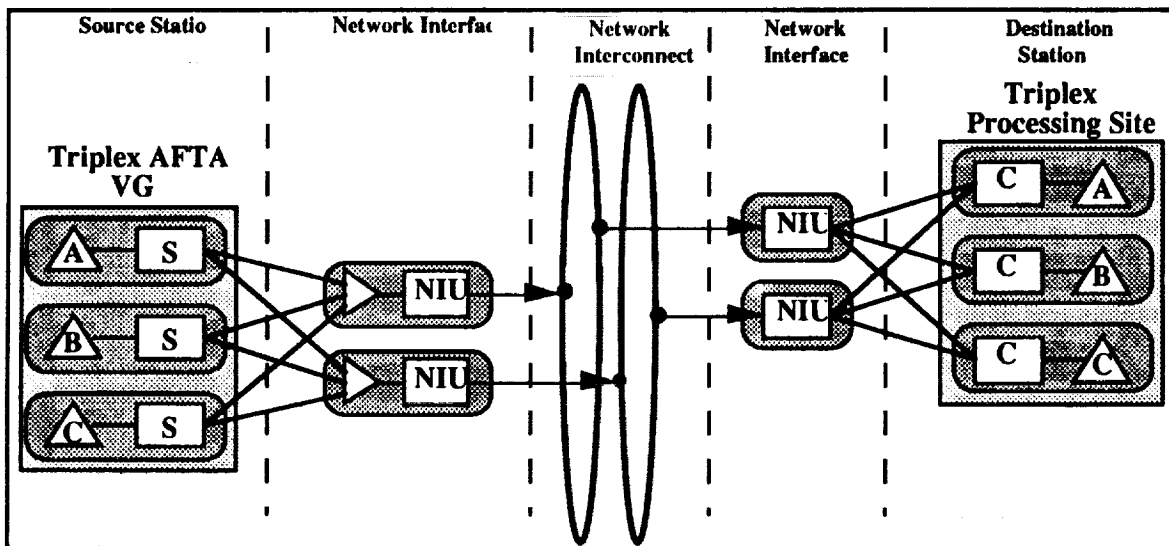 Source Statio
Network Interfac
Network
Interconnect
Network
Interface
Destination
Station
Triplex AFTA
VG
A
S
B
S
C
S
NIU
NIU
NIU
NIU
Triplex
Processing Site
C
A
C
B
C
C